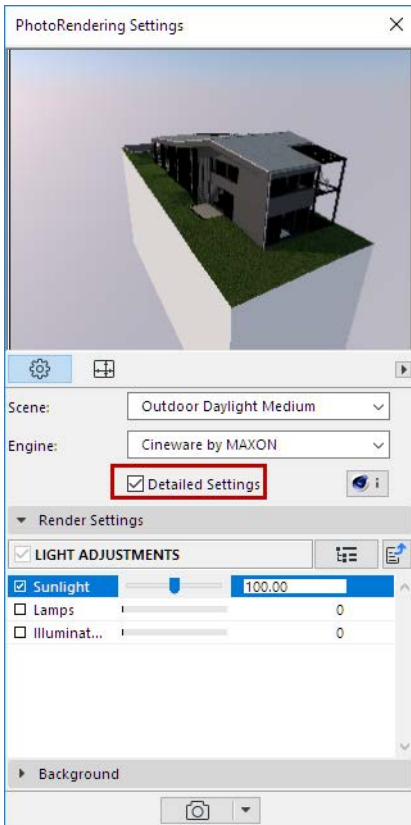 PhotoRendering Settings
Scene: Outdoor Daylight Medium
Engine: Cineware by MAXON
Detailed Settings
i
Render Settings
LIGHT ADJUSTMENTS
Sunlight 100.00
Lamps 0
Illuminat... 0
Background